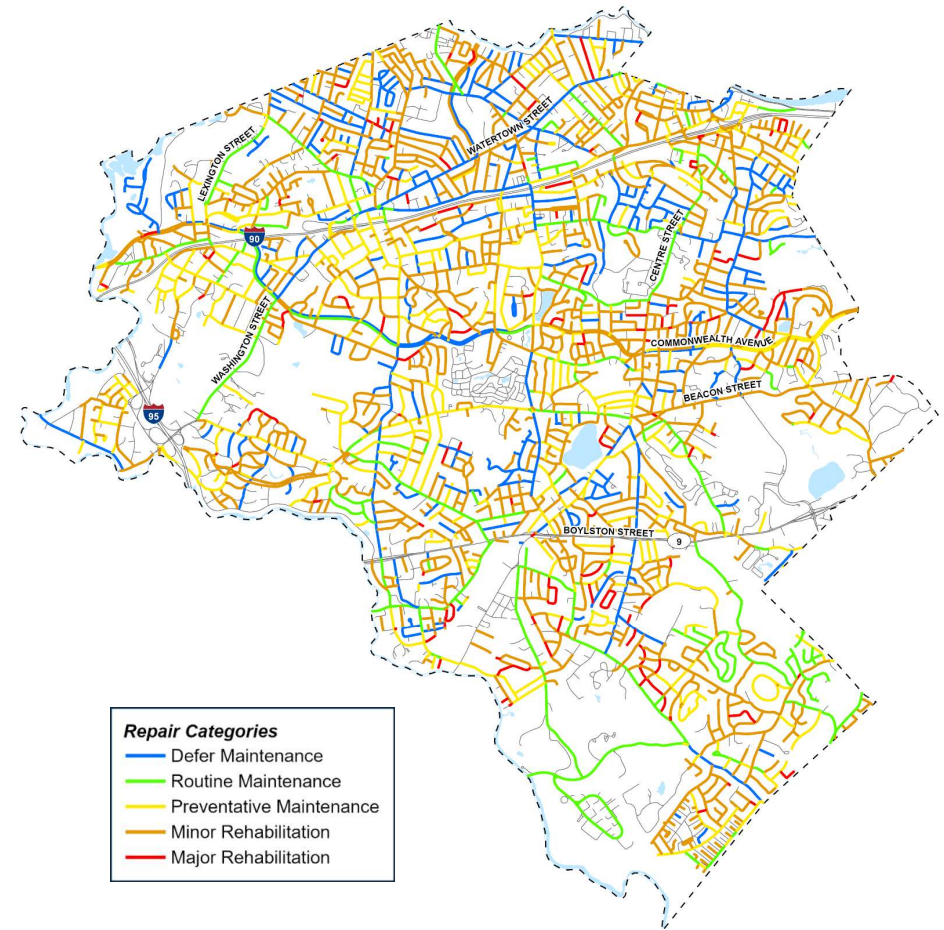 WATERTOWN STREET
LEXINGTON STREET
90
CENTRE STREET
WASHINGTON STREET
COMMONWEALTH AVENUE
BEACON STREET
95
BOYLSTON STREET
9
Repair Categories
Defer Maintenance
Routine Maintenance
Preventative Maintenance
Minor Rehabilitation
Major Rehabilitation